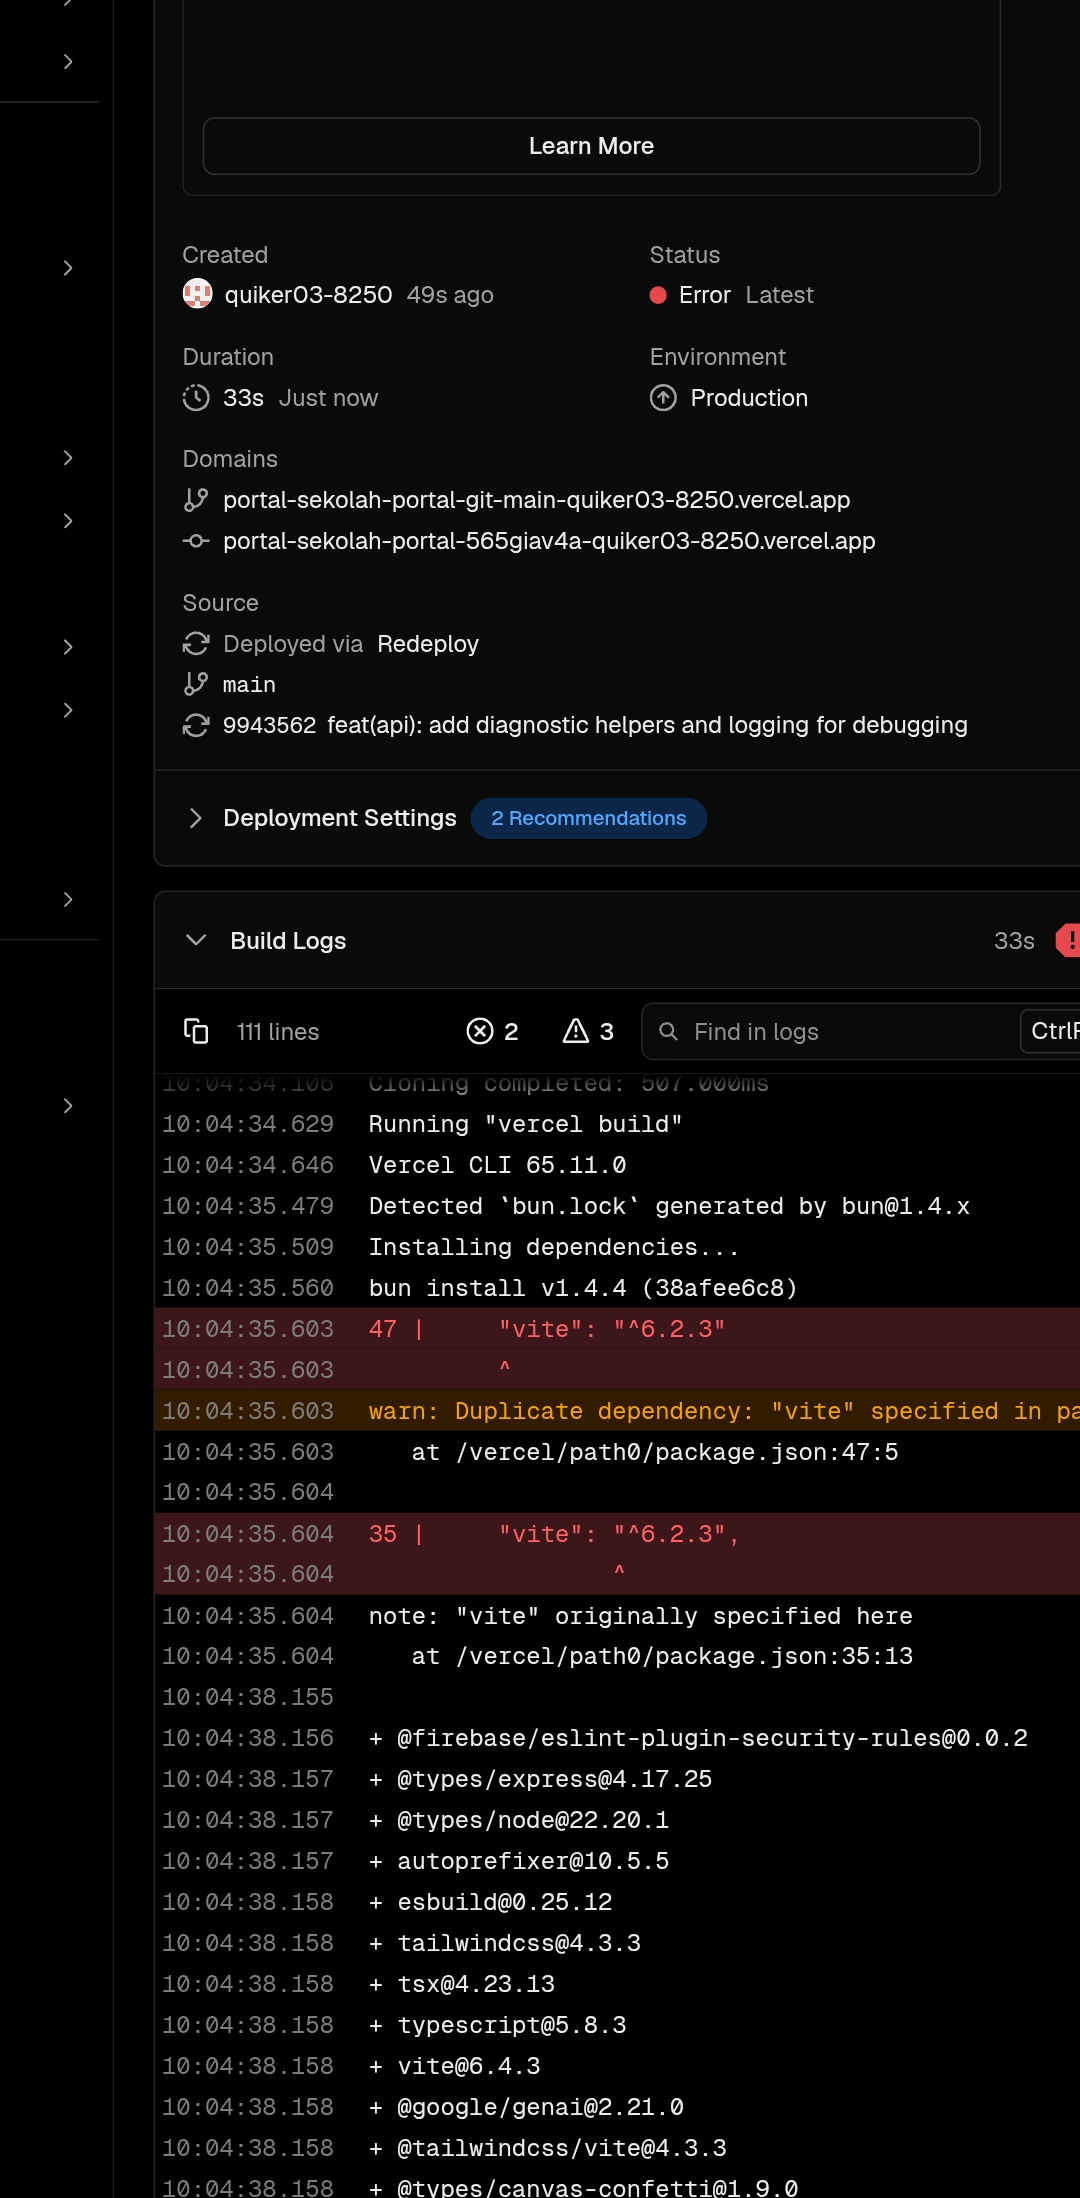 Learn More
Created
Status
quiker03-8250 49s ago
Error Latest
Duration
Environment
33s Just now
Production
Domains
portal-sekolah-portal-git-main-quiker03-8250.vercel.app
portal-sekolah-portal-565giav4a-quiker03-8250.vercel.app
Source
Deployed via Redeploy
main
9943562 feat(api): add diagnostic helpers and logging for debugging
Deployment Settings 2 Recommendations
Build Logs 33s
111 lines 2 3 Find in logs CtrlF
10:04:34.106 Cloning completed: 507.000ms
10:04:34.629 Running "vercel build"
10:04:34.646 Vercel CLI 65.11.0
10:04:35.479 Detected `bun.lock` generated by bun@1.4.x
10:04:35.509 Installing dependencies...
10:04:35.560 bun install v1.4.4 (38afee6c8)
10:04:35.603 47 | "vite": "^6.2.3"
10:04:35.603 ^
10:04:35.603 warn: Duplicate dependency: "vite" specified in pa
10:04:35.603 at /vercel/path0/package.json:47:5
10:04:35.604
10:04:35.604 35 | "vite": "^6.2.3",
10:04:35.604 ^
10:04:35.604 note: "vite" originally specified here
10:04:35.604 at /vercel/path0/package.json:35:13
10:04:38.155
10:04:38.156 + @firebase/eslint-plugin-security-rules@0.0.2
10:04:38.157 + @types/express@4.17.25
10:04:38.157 + @types/node@22.20.1
10:04:38.157 + autoprefixer@10.5.5
10:04:38.158 + esbuild@0.25.12
10:04:38.158 + tailwindcss@4.3.3
10:04:38.158 + tsx@4.23.13
10:04:38.158 + typescript@5.8.3
10:04:38.158 + vite@6.4.3
10:04:38.158 + @google/genai@2.21.0
10:04:38.158 + @tailwindcss/vite@4.3.3
10:04:38.158 + @types/canvas-confetti@1.9.0